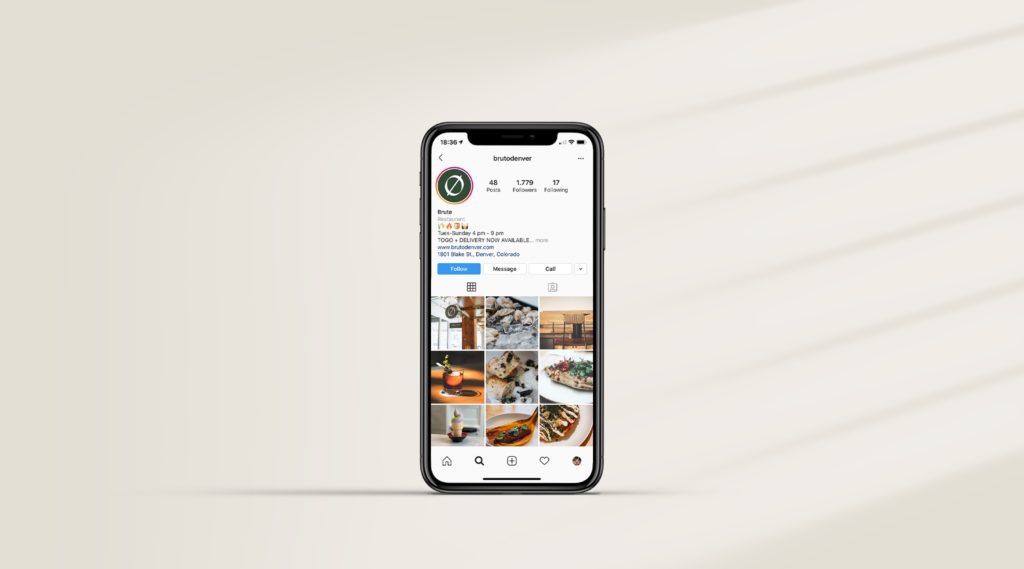 18:36
brutodenver
48 1.779 17
Posts Followers Following
Brutø
Restaurant
Tues-Sunday 4 pm - 9 pm
TOGO + DELIVERY NOW AVAILABLE... more
www.brutodenver.com
1801 Blake St., Denver, Colorado
Follow Message Call